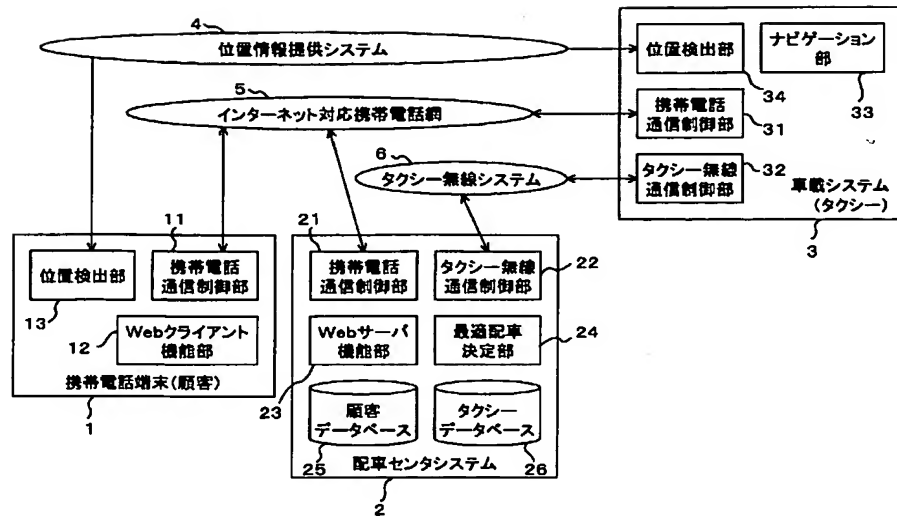 4
位置情報提供システム
5
インターネット対応携帯電話網
6
タクシー無線システム
位置検出部
34
ナビゲーション
部
33
携帯電話
通信制御部
31
タクシー無線
通信制御部
32
車載システム
(タクシー)
3
位置検出部
13
11
携帯電話
通信制御部
12
Webクライアント
機能部
携帯電話端末(顧客)
1
21
携帯電話
通信制御部
タクシー無線
通信制御部
22
Webサーバ
機能部
23
最適配車
決定部
24
顧客
データベース
25
タクシー
データベース
26
配車センタシステム
2